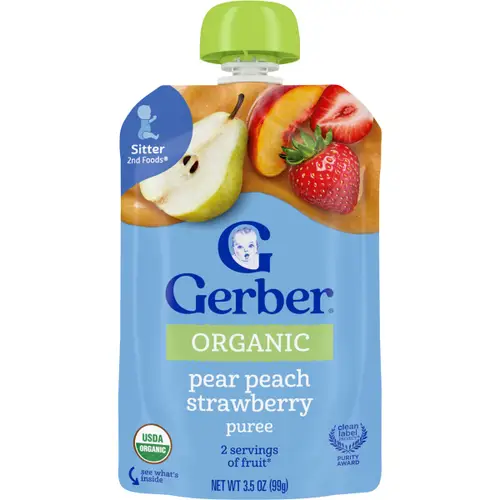 Sitter
2nd Foods®
Gerber®
ORGANIC
pear peach
strawberry
puree
2 servings
of fruit*
USDA
ORGANIC
see what's
inside
clean
label
PROJECT
PURITY
AWARD
NET WT 3.5 OZ (99g)